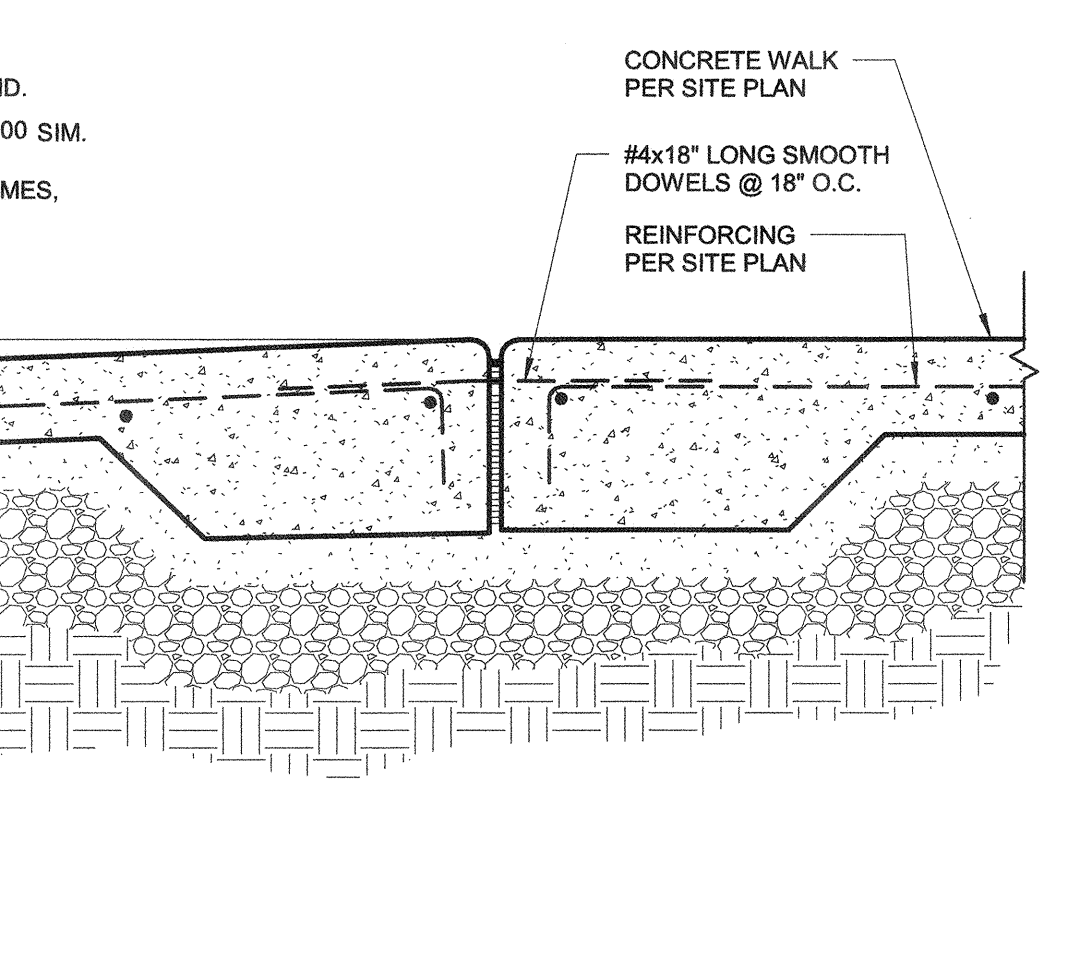 ND.
00 SIM.
MES,
CONCRETE WALK
PER SITE PLAN
#4x18" LONG SMOOTH
DOWELS @ 18" O.C.
REINFORCING
PER SITE PLAN